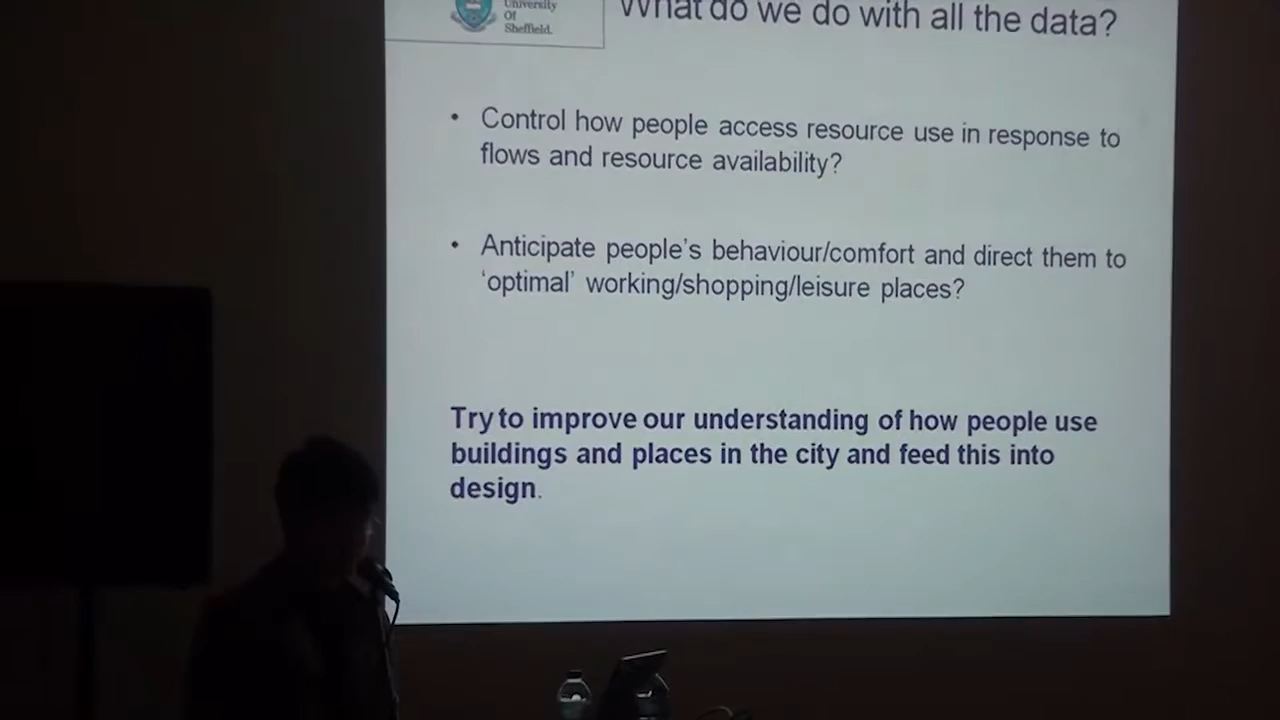 University
Of
Sheffield.
What do we do with all the data?
• Control how people access resource use in response to
flows and resource availability?
• Anticipate people's behaviour/comfort and direct them to
'optimal' working/shopping/leisure places?
Try to improve our understanding of how people use
buildings and places in the city and feed this into
design.